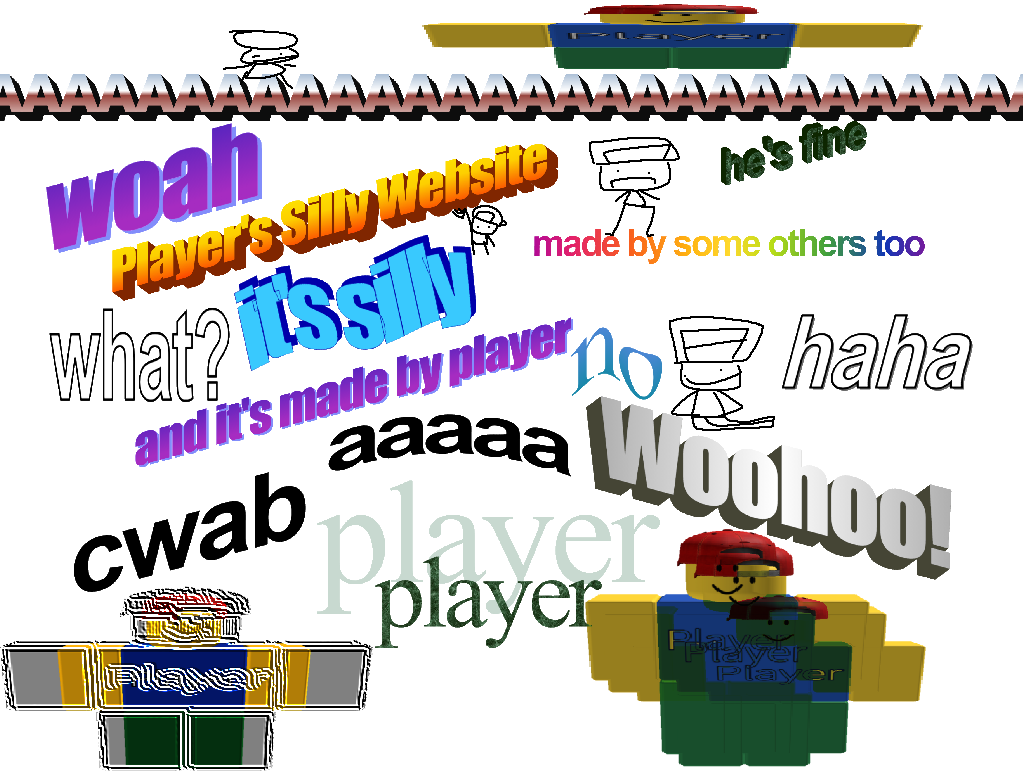 Player
AAAAAAAAAAAAAAAAAAAAAAAAAAAAA
woah
he's fine
Player's Silly Website
made by some others too
it's silly
what?
no
haha
and it's made by player
aaaaa
Woohoo!
cwab
player
player
Player
Player
Player
Player